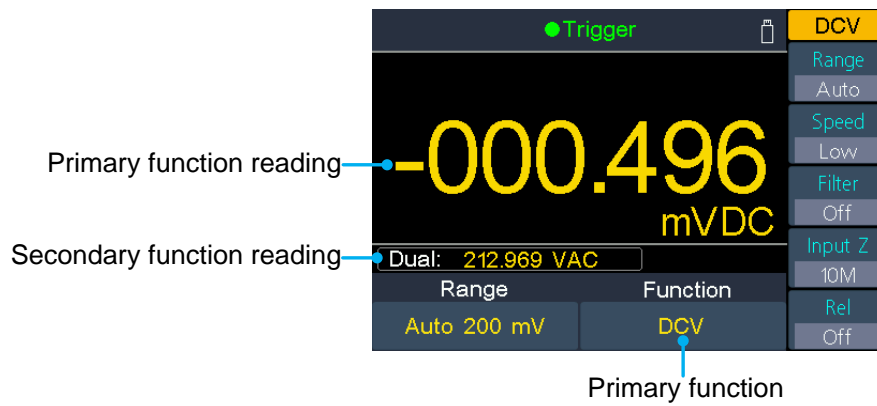 Trigger
DCV
Range
Auto
Speed
Low
Filter
Off
Input Z
10M
Rel
Off
Primary function reading
-000.496
mVDC
Secondary function reading
Dual: 212.969 VAC
Range
Function
Auto 200 mV
DCV
Primary function